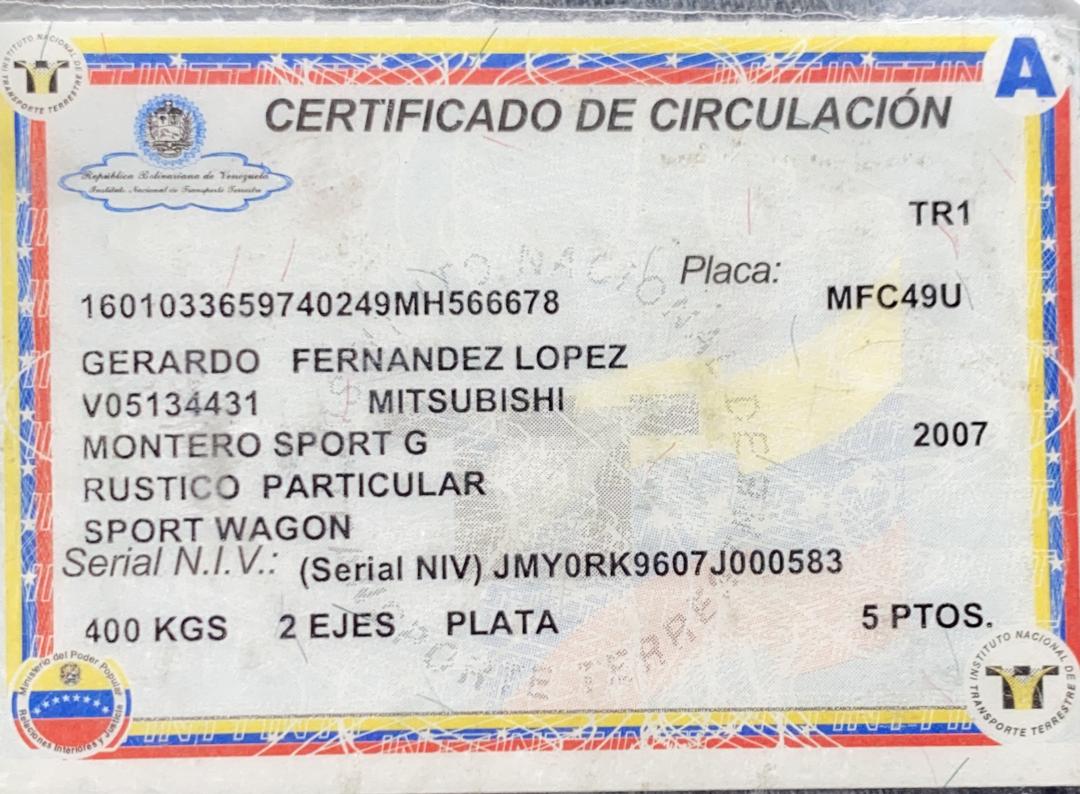 INSTITUTO NACIONAL DE TRANSPORTE TERRESTRE
A
CERTIFICADO DE CIRCULACIÓN
República Bolivariana de Venezuela
Instituto Nacional de Transporte Terrestre
TR1
Placa:
1601033659740249MH566678 MFC49U
GERARDO FERNANDEZ LOPEZ
V05134431 MITSUBISHI
MONTERO SPORT G 2007
RUSTICO PARTICULAR
SPORT WAGON
Serial N.I.V.: (Serial NIV) JMY0RK9607J000583
400 KGS 2 EJES PLATA 5 PTOS.
Ministerio del Poder Popular
Relaciones Interiores y Justicia
INSTITUTO NACIONAL DE TRANSPORTE TERRESTRE